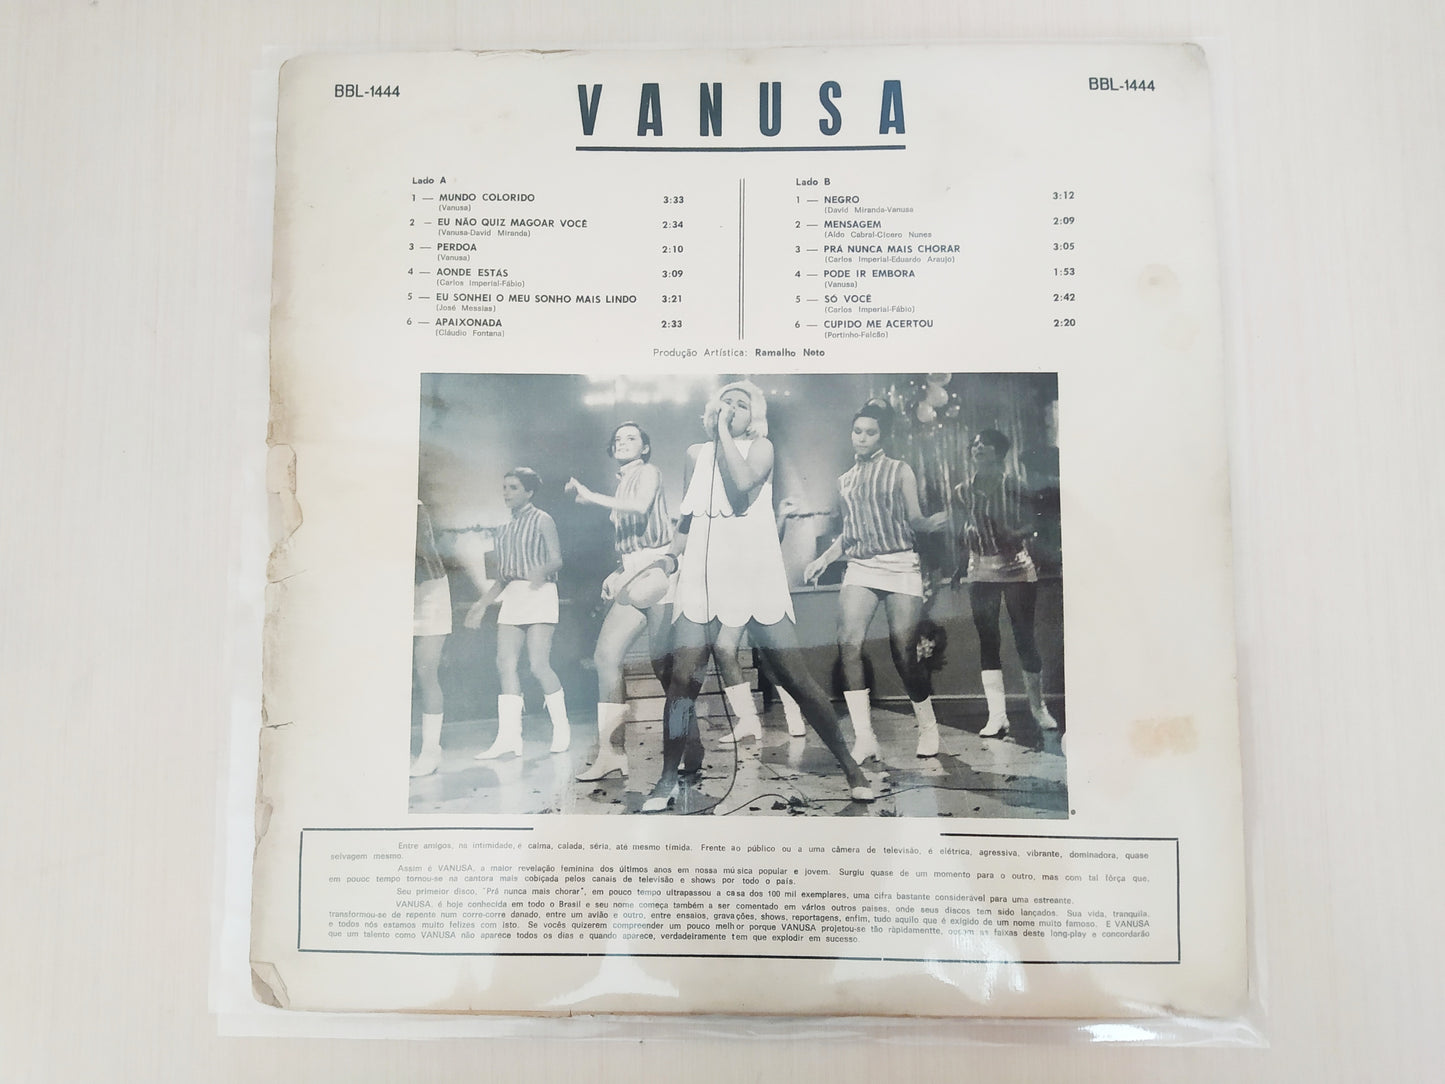 BBL-1444
VANUSA
BBL-1444
Lado A
1 — MUNDO COLORIDO 3:33
(Vanusa)
2 — EU NÃO QUIZ MAGOAR VOCÊ 2:34
(Vanusa-David Miranda)
3 — PERDOA 2:10
(Vanusa)
4 — AONDE ESTÁS 3:09
(Carlos Imperial-Fábio)
5 — EU SONHEI O MEU SONHO MAIS LINDO 3:21
(José Messias)
6 — APAIXONADA 2:33
(Cláudio Fontana)
Lado B
1 — NEGRO 3:12
(David Miranda-Vanusa
2 — MENSAGEM 2:09
(Aldo Cabral-Cícero Nunes
3 — PRÁ NUNCA MAIS CHORAR 3:05
(Carlos Imperial-Eduardo Araujo)
4 — PODE IR EMBORA 1:53
(Vanusa)
5 — SÓ VOCÊ 2:42
(Carlos Imperial-Fábio)
6 — CUPIDO ME ACERTOU 2:20
(Portinho-Falcão)
Produção Artística: Ramalho Neto
Entre amigos, na intimidade, é calma, calada, séria, até mesmo tímida. Frente ao público ou a uma câmera de televisão, é elétrica, agressiva, vibrante, dominadora, quase
selvagem mesmo.
Assim é VANUSA, a maior revelação feminina dos últimos anos em nossa música popular e jovem. Surgiu quase de um momento para o outro, mas com tal fôrça que,
em pouoc tempo tornou-se na cantora mais cobiçada pelos canais de televisão e shows por todo o país.
Seu primeior disco, "Prá nunca mais chorar", em pouco tempo ultrapassou a casa dos 100 mil exemplares, uma cifra bastante considerável para uma estreante.
VANUSA, é hoje conhecida em todo o Brasil e seu nome começa também a ser comentado em vários outros países, onde seus discos tem sido lançados. Sua vida, tranquila,
transformou-se de repente num corre-corre danado, entre um avião e outro, entre ensaios, gravações, shows, reportagens, enfim, tudo aquilo que é exigido de um nome muito famoso. E VANUSA
e todos nós estamos muito felizes com isto. Se vocês quizerem compreender um pouco melhor porque VANUSA projetou-se tão ràpidamentte, ouçam as faixas deste long-play e concordarão
que um talento como VANUSA não aparece todos os dias e quando aparece, verdadeiramente tem que explodir em sucesso.